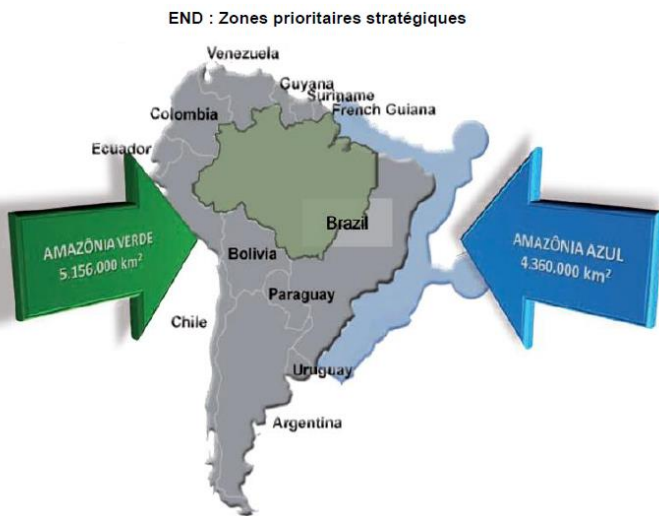 END : Zones prioritaires stratégiques
Venezuela
Guyana
Suriname
French Guiana
Colombia
Ecuador
Brazil
AMAZÔNIA VERDE
5.156.000 km²
AMAZÔNIA AZUL
4.360.000 km²
Bolivia
Paraguay
Chile
Uruguay
Argentina